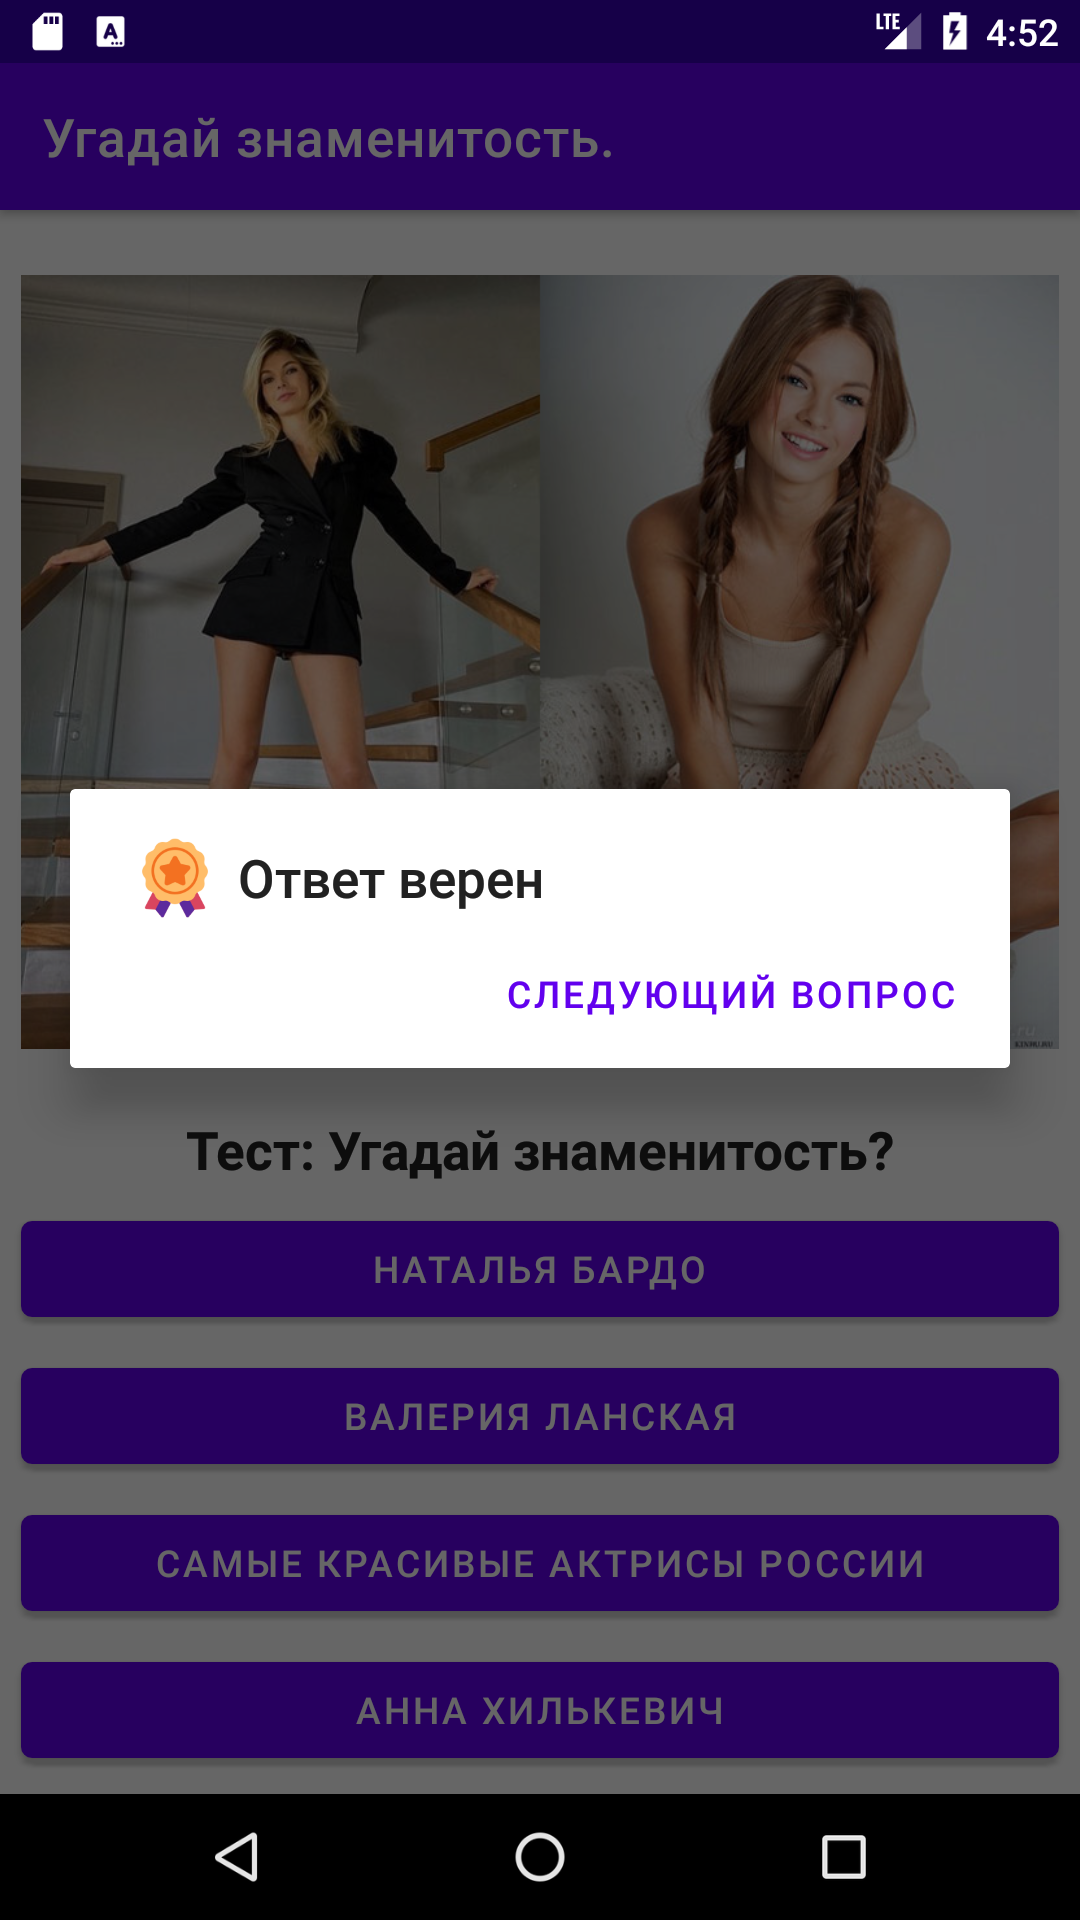 LTE 4:52
Угадай знаменитость.
Ответ верен
СЛЕДУЮЩИЙ ВОПРОС
Тест: Угадай знаменитость?
НАТАЛЬЯ БАРДО
ВАЛЕРИЯ ЛАНСКАЯ
САМЫЕ КРАСИВЫЕ АКТРИСЫ РОССИИ
АННА ХИЛЬКЕВИЧ